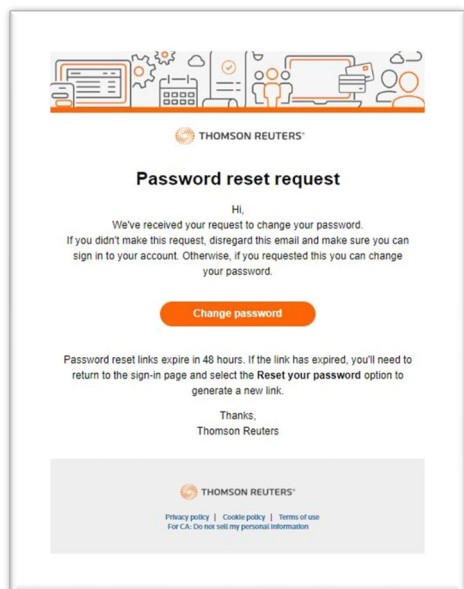 THOMSON REUTERS®
Password reset request
Hi,
We've received your request to change your password.
If you didn't make this request, disregard this email and make sure you can
sign in to your account. Otherwise, if you requested this you can change
your password.
Change password
Password reset links expire in 48 hours. If the link has expired, you'll need to
return to the sign-in page and select the Reset your password option to
generate a new link.
Thanks,
Thomson Reuters
THOMSON REUTERS®
Privacy policy | Cookie policy | Terms of use
For CA: Do not sell my personal information